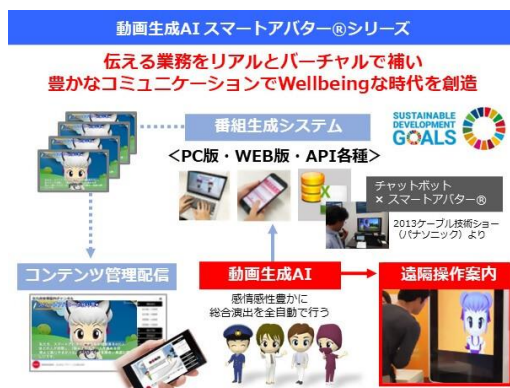 動画生成AI スマートアバター®シリーズ
伝える業務をリアルとバーチャルで補い
豊かなコミュニケーションでWellbeingな時代を創造
番組生成システム
SUSTAINABLE
DEVELOPMENT
GOALS
＜PC版・WEB版・API各種＞
チャットボット
× スマートアバター®
2013ケーブル技術ショー
（パナソニック）より
コンテンツ管理配信
動画生成AI
遠隔操作案内
感情感性豊かに
総合演出を全自動で行う